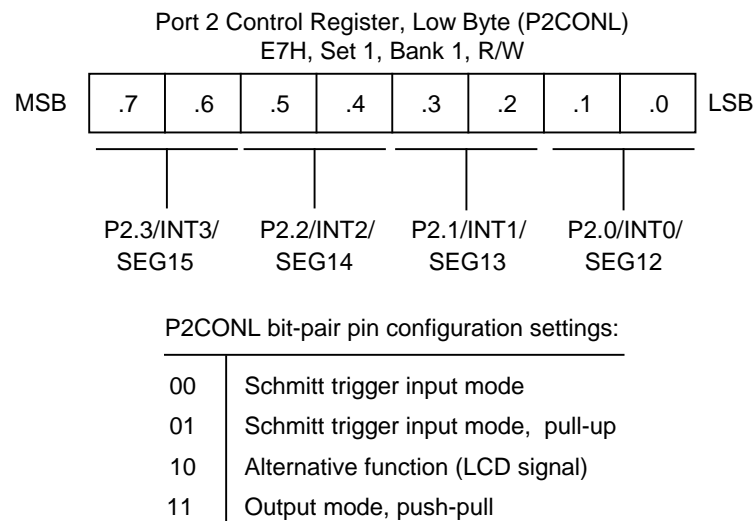 Port 2 Control Register, Low Byte (P2CONL)
E7H, Set 1, Bank 1, R/W
MSB .7 .6 .5 .4 .3 .2 .1 .0 LSB
P2.3/INT3/ P2.2/INT2/ P2.1/INT1/ P2.0/INT0/
SEG15 SEG14 SEG13 SEG12
P2CONL bit-pair pin configuration settings:
00 Schmitt trigger input mode
01 Schmitt trigger input mode, pull-up
10 Alternative function (LCD signal)
11 Output mode, push-pull